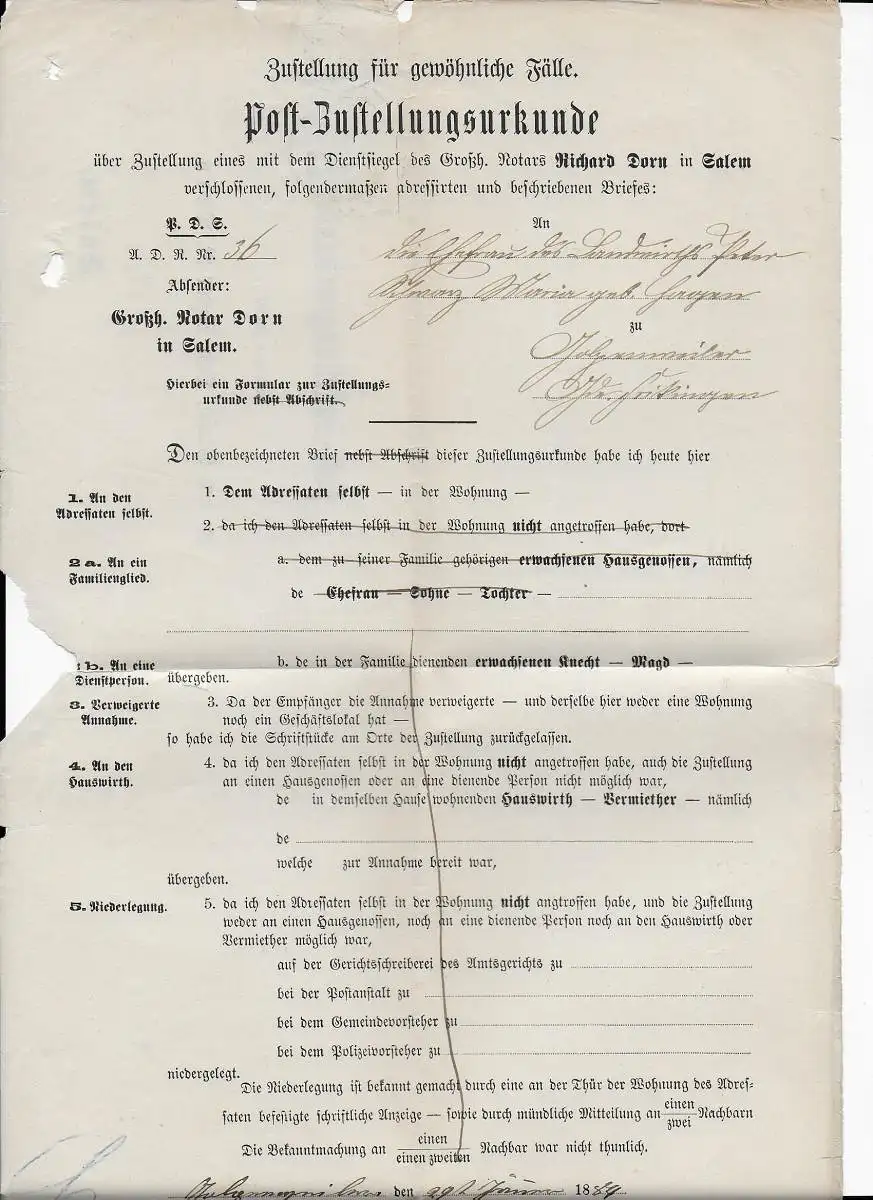 Zustellung für gewöhnliche Fälle.
Post-Zustellungsurkunde
über Zustellung eines mit dem Dienstsiegel des Großh. Notars Richard Dorn in Salem
verschlossenen, folgendermaßen adressirten und beschriebenen Briefes:
P. D. S.
A. D. R. Nr. 36
Absender:
Großh. Notar Dorn
in Salem.
Hierbei ein Formular zur Zustellungs-
urkunde nebst Abschrift.
An
die Ehefrau des Landwirths Peter
Schwarz Maria geb. Hagen
zu
Den obenbezeichneten Brief nebst Abschrift dieser Zustellungsurkunde habe ich heute hier
1. An den
Adressaten selbst.
1. Dem Adressaten selbst — in der Wohnung —
2. da ich den Adressaten selbst in der Wohnung nicht angetroffen habe, dort
2a. An ein
Familienglied.
a. dem zu seiner Familie gehörigen erwachsenen Hausgenossen, nämlich
de Ehefrau — Sohne — Tochter —
b. An eine
Dienstperson.
b. de in der Familie dienenden erwachsenen Knecht — Magd —
übergeben.
3. Verweigerte
Annahme.
3. Da der Empfänger die Annahme verweigerte — und derselbe hier weder eine Wohnung
noch ein Geschäftslokal hat —
so habe ich die Schriftstücke am Orte der Zustellung zurückgelassen.
4. An den
Hauswirth.
4. da ich den Adressaten selbst in der Wohnung nicht angetroffen habe, auch die Zustellung
an einen Hausgenossen oder an eine dienende Person nicht möglich war,
de in demselben Hause wohnenden Hauswirth — Vermiether — nämlich
de
welche zur Annahme bereit war,
übergeben.
5. Niederlegung.
5. da ich den Adressaten selbst in der Wohnung nicht angtroffen habe, und die Zustellung
weder an einen Hausgenossen, noch an eine dienende Person noch an den Hauswirth oder
Vermiether möglich war,
auf der Gerichtsschreiberei des Amtsgerichts zu
bei der Postanstalt zu
bei dem Gemeindevorsteher zu
bei dem Polizeivorsteher zu
niedergelegt.
Die Niederlegung ist bekannt gemacht durch eine an der Thür der Wohnung des Adres-
saten befestigte schriftliche Anzeige — sowie durch mündliche Mitteilung an einen zwei Nachbarn
Die Bekanntmachung an einen einen zweiten Nachbar war nicht thunlich.
den 29t 1889